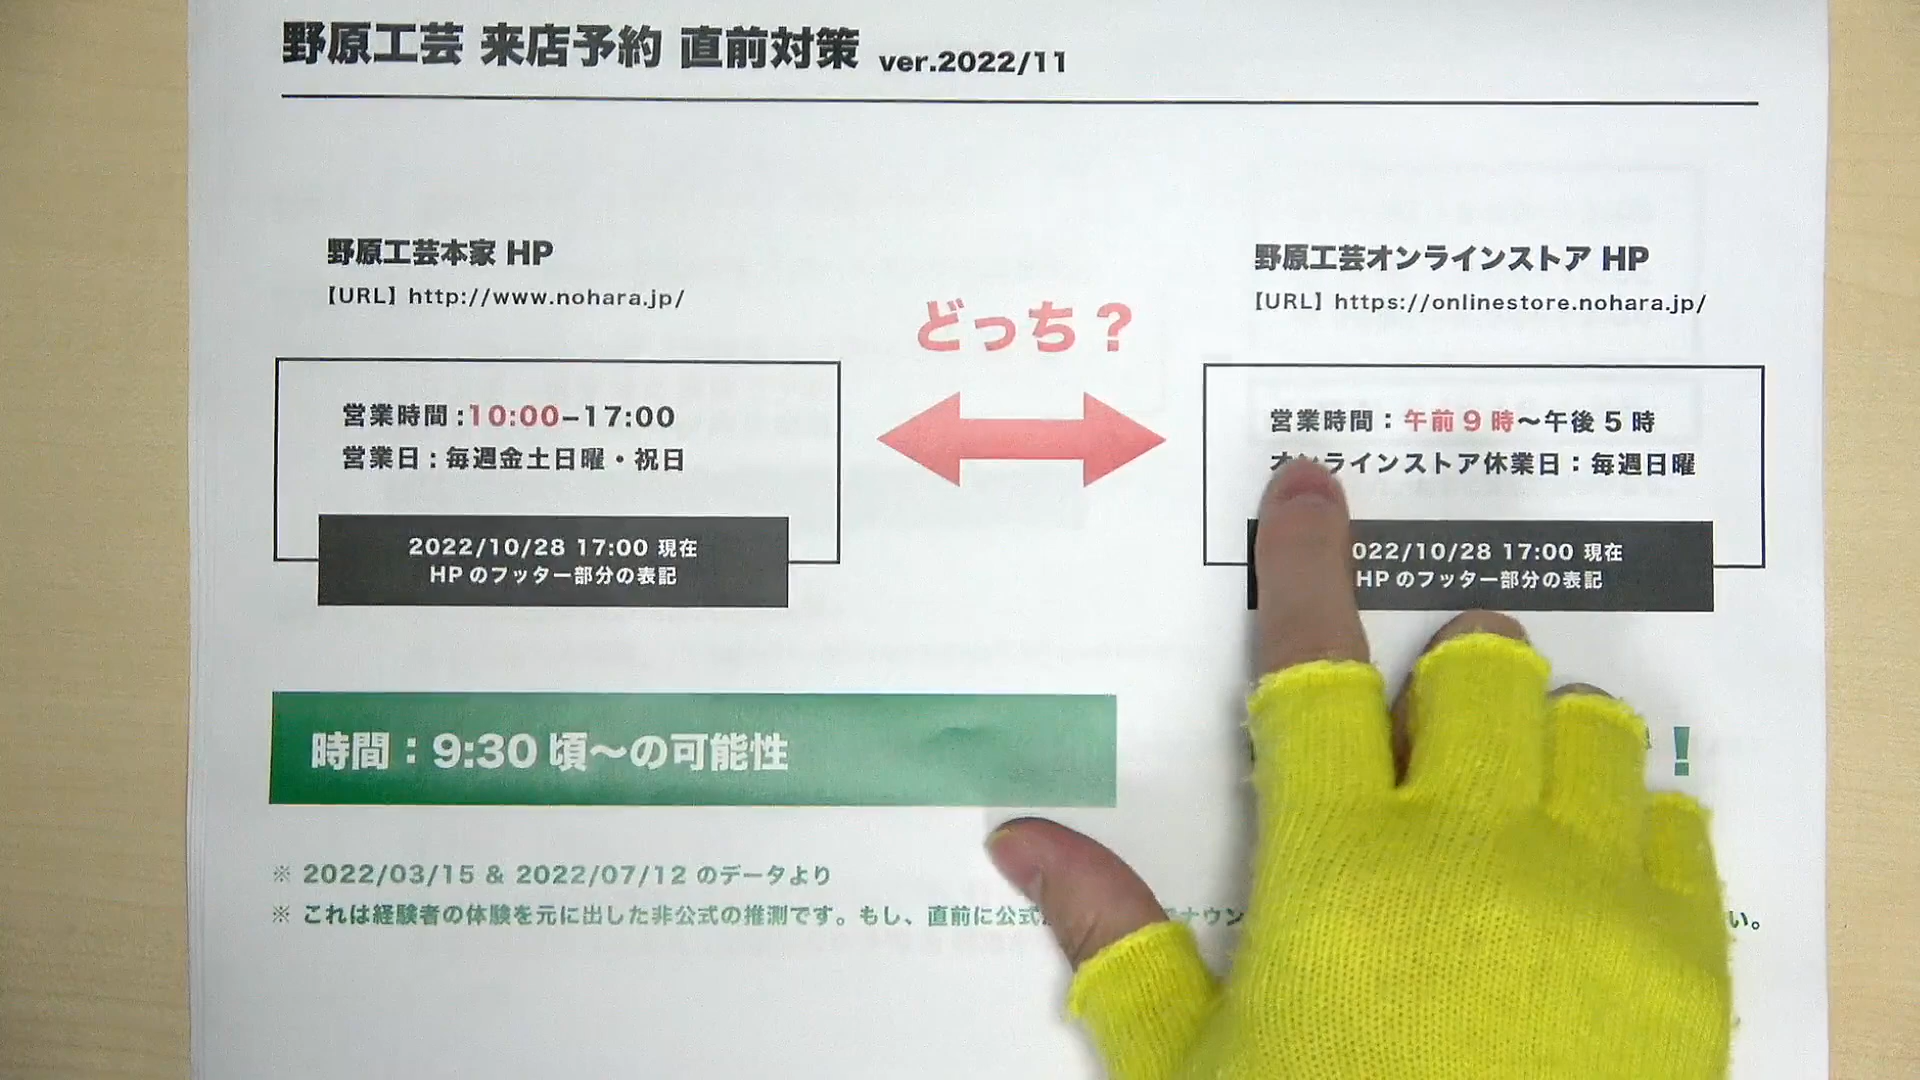 野原工芸 来店予約 直前対策 ver.2022/11
野原工芸本家 HP
【URL】http://www.nohara.jp/
営業時間:10:00–17:00
営業日:毎週金土日曜・祝日
2022/10/28 17:00 現在
HPのフッター部分の表記
どっち？
野原工芸オンラインストア HP
【URL】https://onlinestore.nohara.jp/
営業時間：午前9時〜午後5時
オンラインストア休業日：毎週日曜
022/10/28 17:00 現在
HPのフッター部分の表記
時間：9:30頃〜の可能性
！
※ 2022/03/15 & 2022/07/12 のデータより
※ これは経験者の体験を元に出した非公式の推測です。もし、直前に公式 ナウン い。